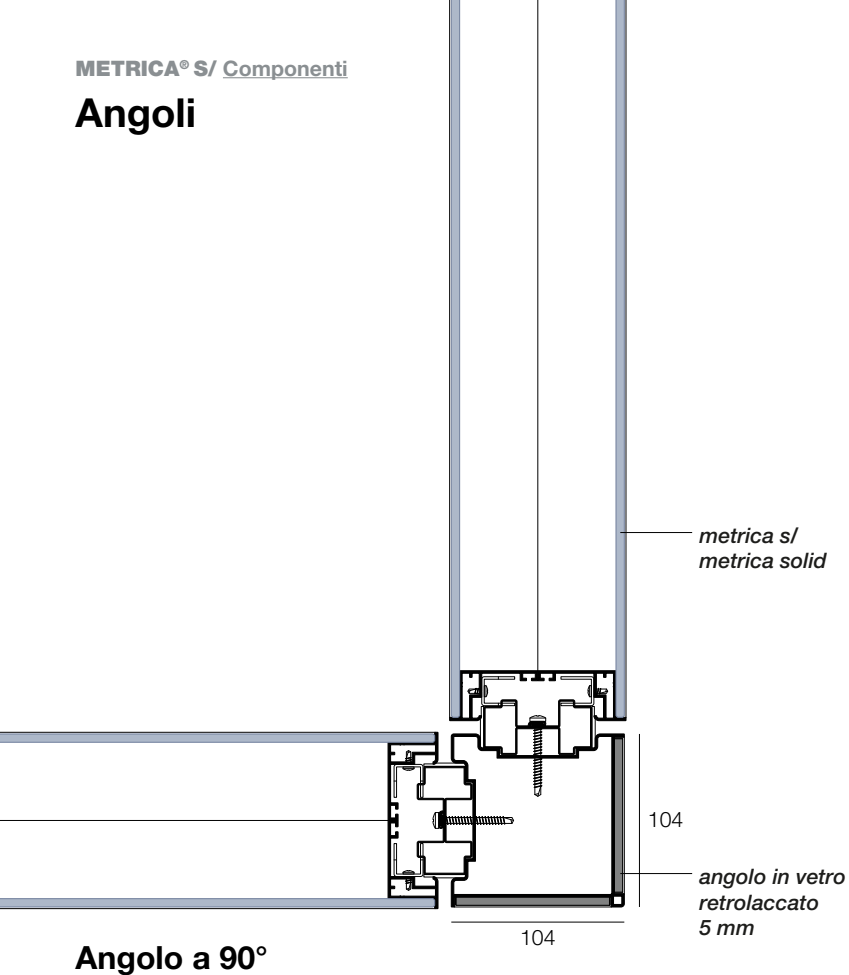 METRICA® S/ Componenti
Angoli
metrica s/
metrica solid
104
angolo in vetro
retrolaccato
5 mm
104
Angolo a 90°